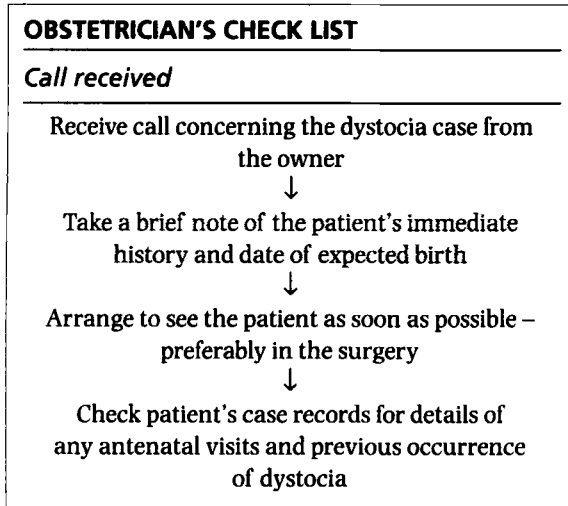 OBSTETRICIAN'S CHECK LIST
Call received
Receive call concerning the dystocia case from
the owner
↓
Take a brief note of the patient's immediate
history and date of expected birth
↓
Arrange to see the patient as soon as possible –
preferably in the surgery
↓
Check patient's case records for details of
any antenatal visits and previous occurrence
of dystocia